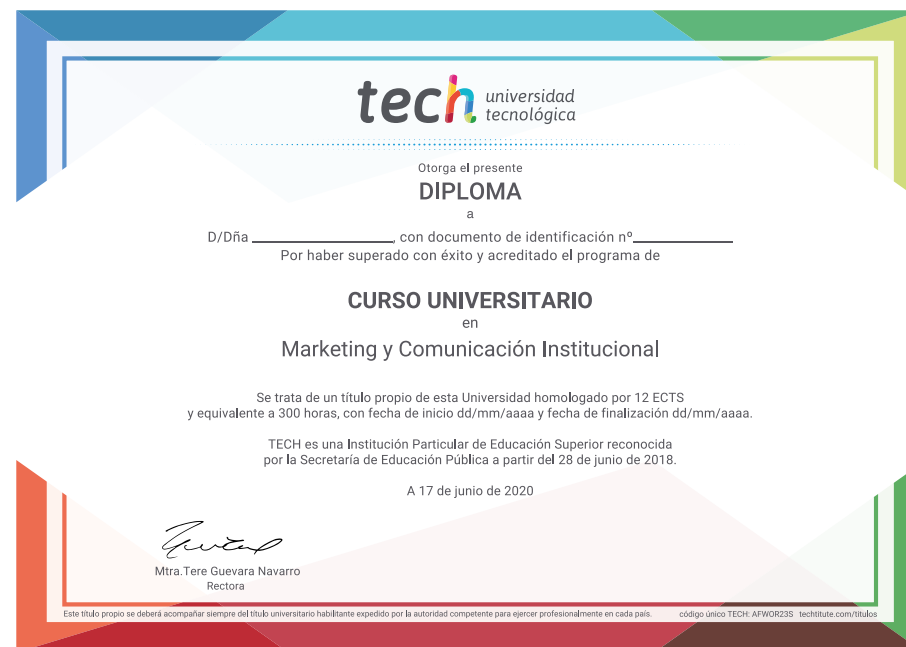 tech universidad
tecnológica
Otorga el presente
DIPLOMA
a
D/Dña ____________________, con documento de identificación nº______________
Por haber superado con éxito y acreditado el programa de
CURSO UNIVERSITARIO
en
Marketing y Comunicación Institucional
Se trata de un título propio de esta Universidad homologado por 12 ECTS
y equivalente a 300 horas, con fecha de inicio dd/mm/aaaa y fecha de finalización dd/mm/aaaa.
TECH es una Institución Particular de Educación Superior reconocida
por la Secretaría de Educación Pública a partir del 28 de junio de 2018.
A 17 de junio de 2020
Mtra.Tere Guevara Navarro
Rectora
Este título propio se deberá acompañar siempre del título universitario habilitante expedido por la autoridad competente para ejercer profesionalmente en cada país. código único TECH: AFWOR23S techtitute.com/titulos